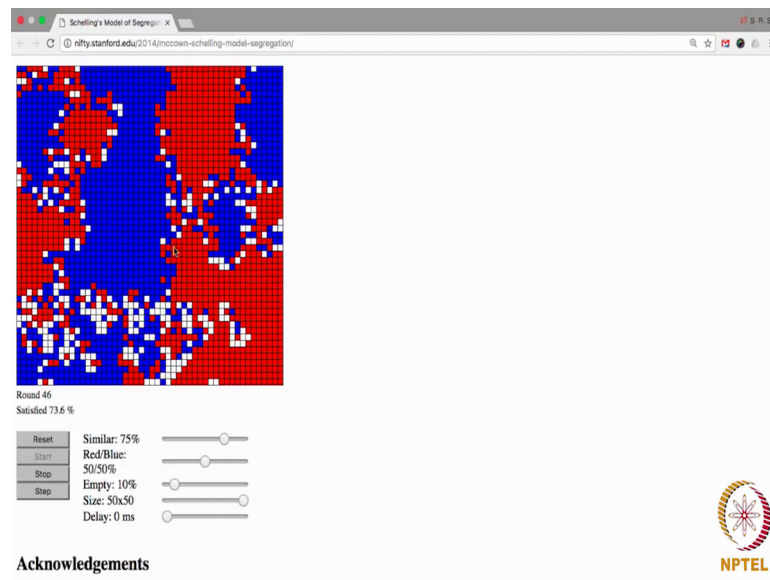 Schelling's Model of Segregat
nifty.stanford.edu/2014/mccown-schelling-model-segregation/
Round 46
Satisfied 73.6 %
Reset
Start
Stop
Step
Similar: 75%
Red/Blue:
50/50%
Empty: 10%
Size: 50x50
Delay: 0 ms
Acknowledgements
NPTEL